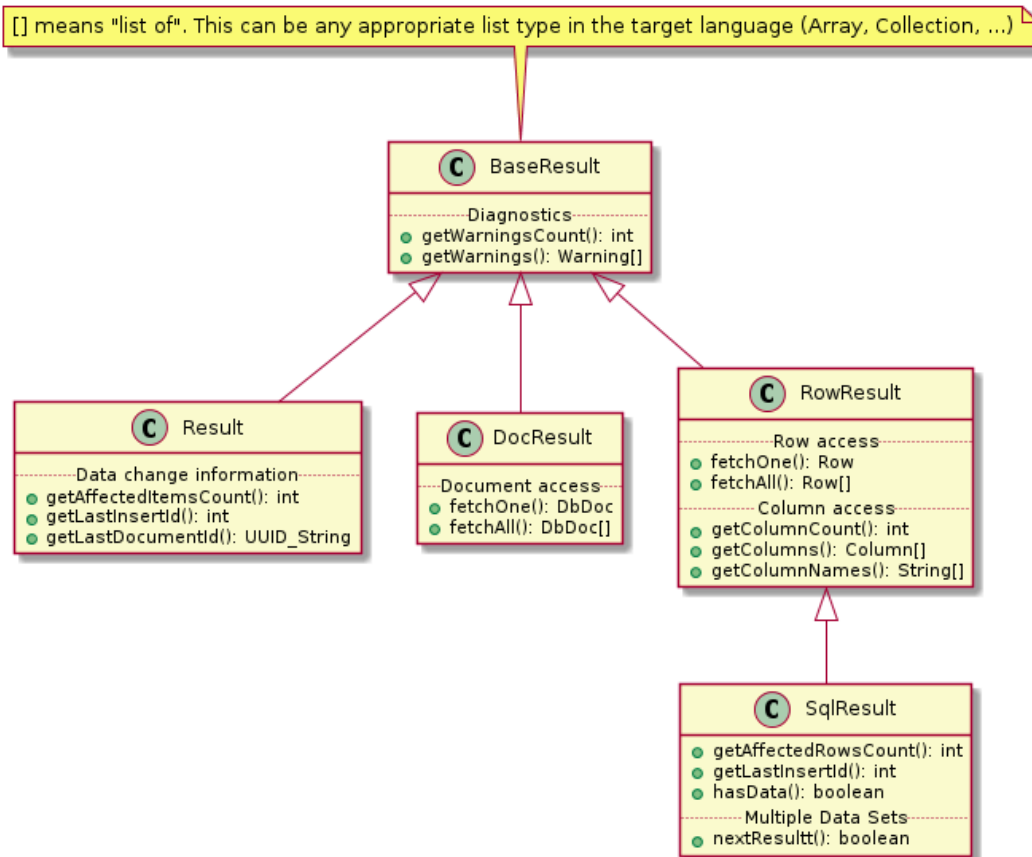 [] means "list of". This can be any appropriate list type in the target language (Array, Collection, ...)
C BaseResult
Diagnostics
getWarningsCount(): int
getWarnings(): Warning[]
C Result
Data change information
getAffectedItemsCount(): int
getLastInsertId(): int
getLastDocumentId(): UUID_String
C DocResult
Document access
fetchOne(): DbDoc
fetchAll(): DbDoc[]
C RowResult
Row access
fetchOne(): Row
fetchAll(): Row[]
Column access
getColumnCount(): int
getColumns(): Column[]
getColumnNames(): String[]
C SqlResult
getAffectedRowsCount(): int
getLastInsertId(): int
hasData(): boolean
Multiple Data Sets
nextResultt(): boolean